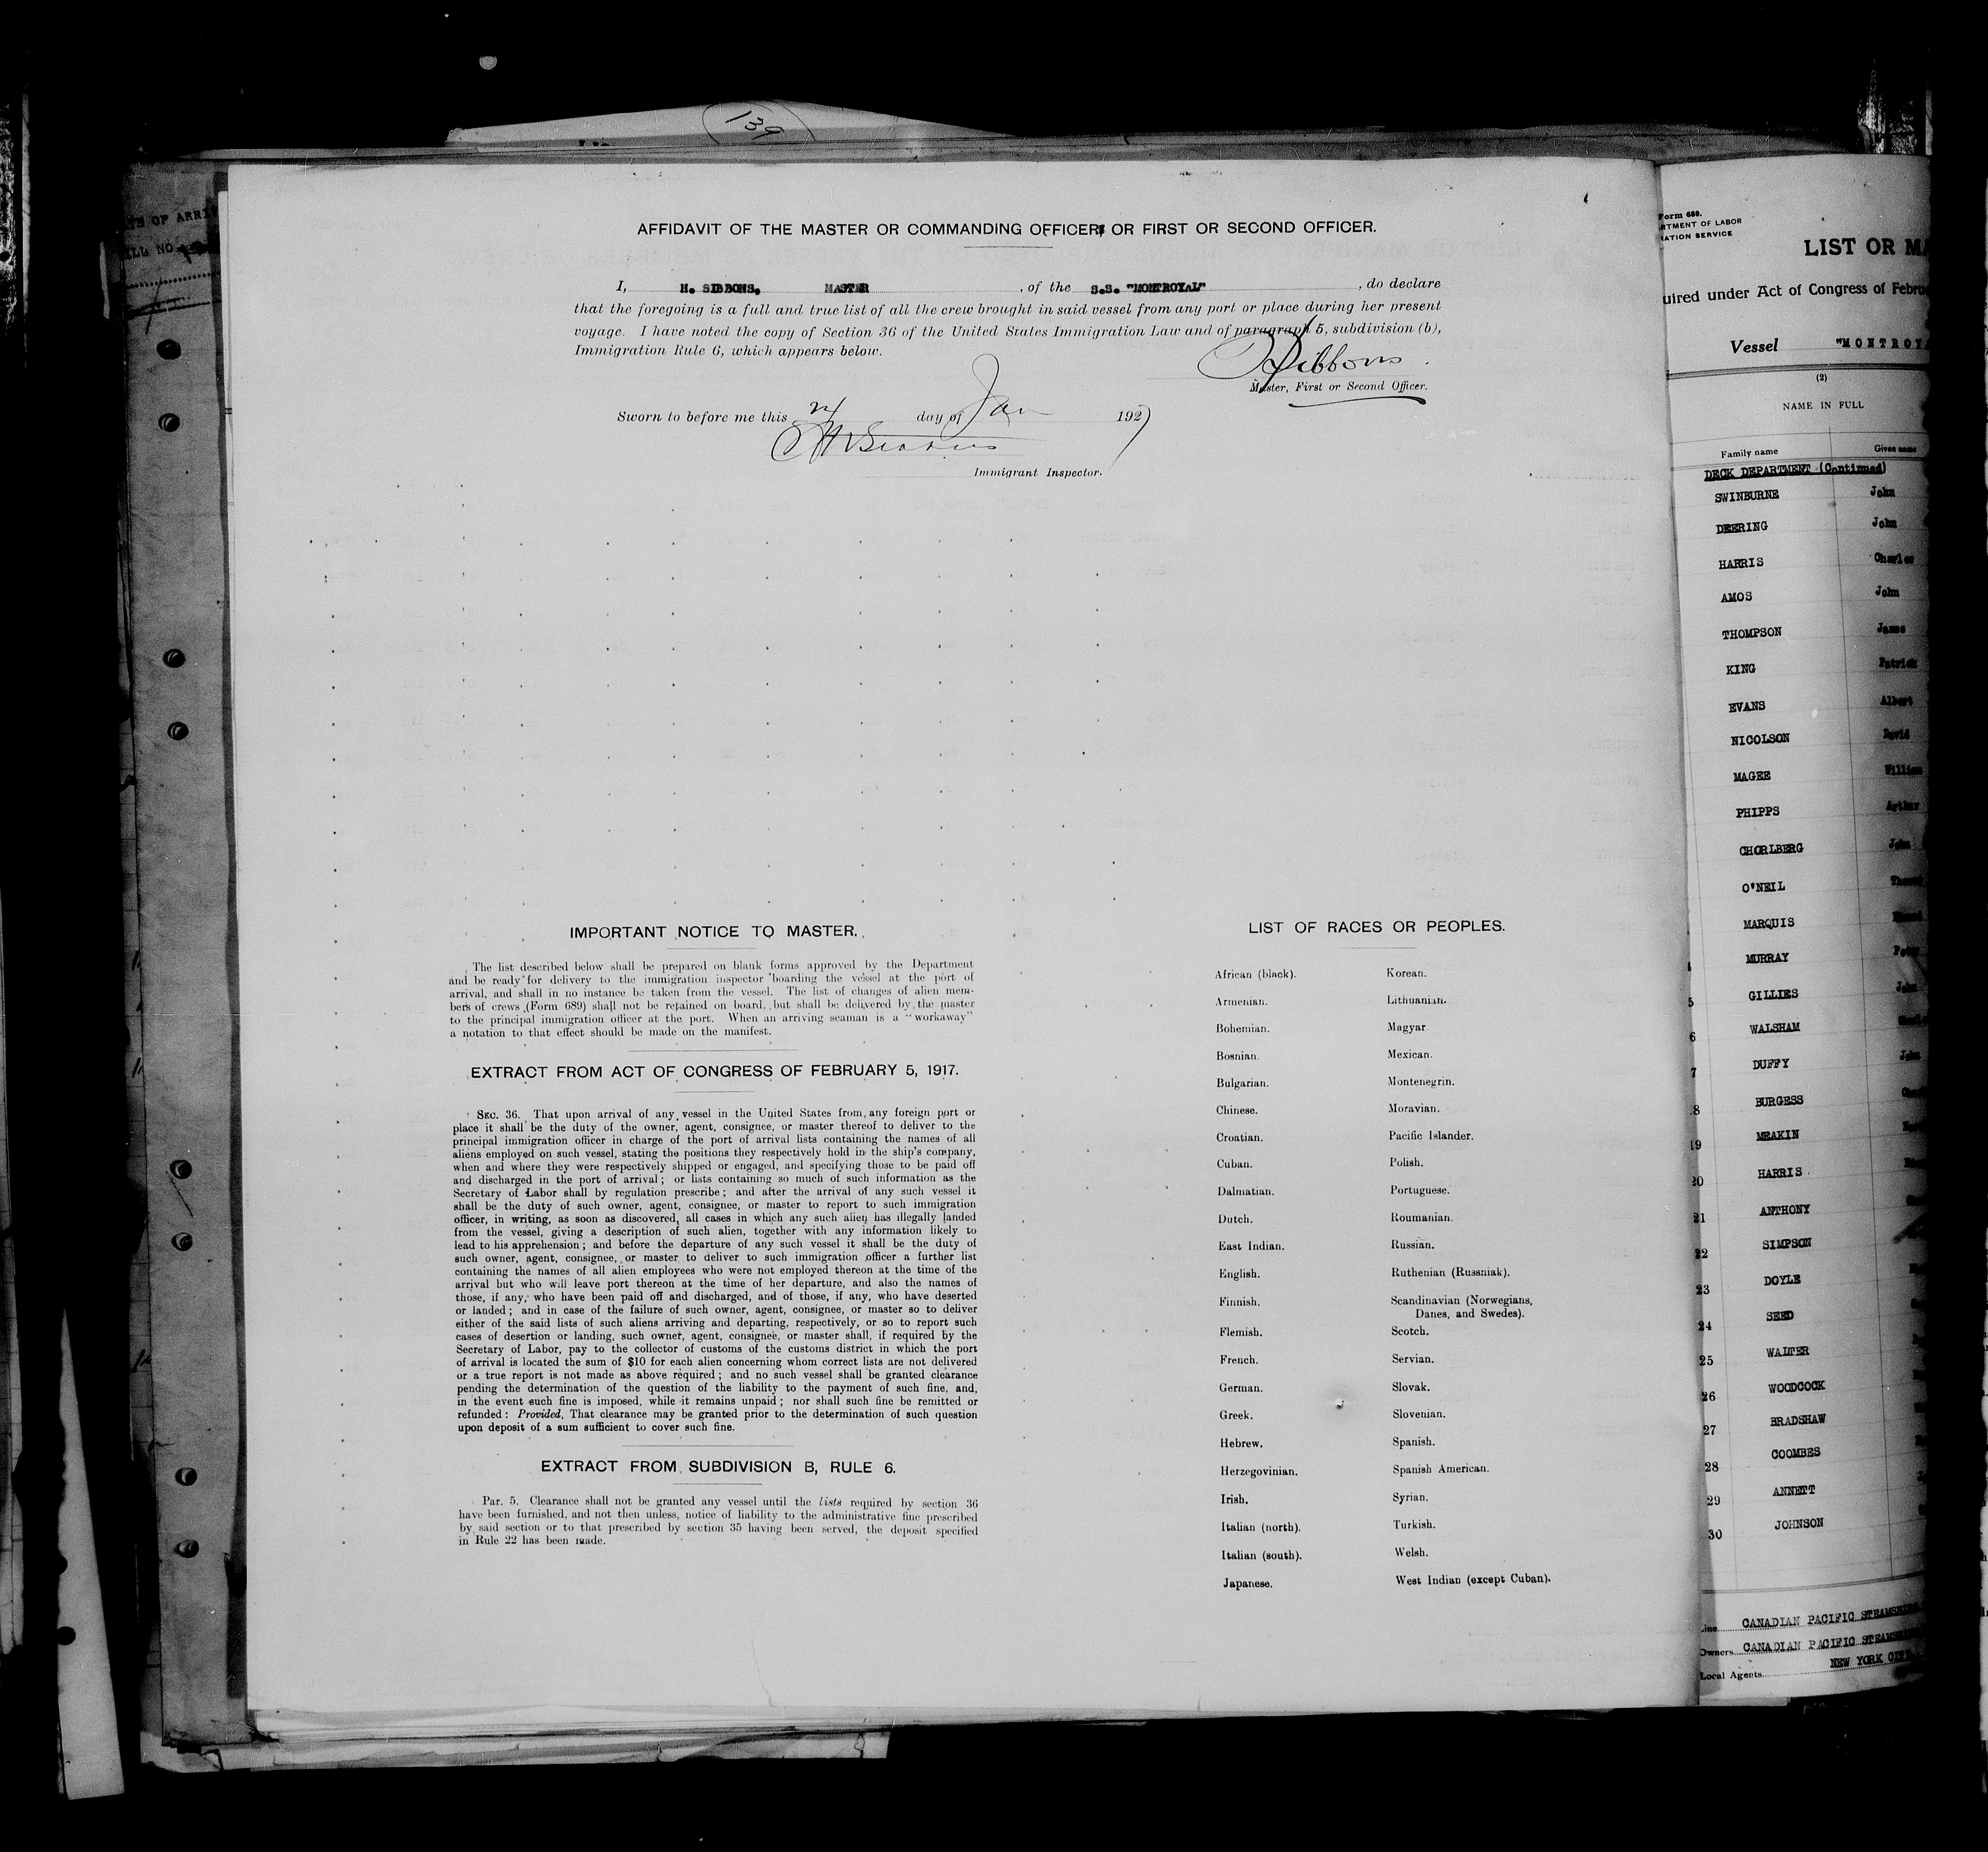 139
AFFIDAVIT OF THE MASTER OR COMMANDING OFFICER, OR FIRST OR SECOND OFFICER.
I, H. SIBBONS, MASTER, of the S.S. "MONTROYAL", do declare
that the foregoing is a full and true list of all the crew brought in said vessel from any port or place during her present
voyage. I have noted the copy of Section 36 of the United States Immigration Law and of paragraph 5, subdivision (b),
Immigration Rule 6, which appears below.
Sibbons
Master, First or Second Officer.
Sworn to before me this day of Jan 1927
Immigrant Inspector.
IMPORTANT NOTICE TO MASTER.
The list described below shall be prepared on blank forms approved by the Department
and be ready for delivery to the immigration inspector boarding the vessel at the port of
arrival, and shall in no instance be taken from the vessel. The list of changes of alien mem-
bers of crews (Form 689) shall not be retained on board, but shall be delivered by the master
to the principal immigration officer at the port. When an arriving seaman is a "workaway"
a notation to that effect should be made on the manifest.
EXTRACT FROM ACT OF CONGRESS OF FEBRUARY 5, 1917.
SEC. 36. That upon arrival of any vessel in the United States from any foreign port or
place it shall be the duty of the owner, agent, consignee, or master thereof to deliver to the
principal immigration officer in charge of the port of arrival lists containing the names of all
aliens employed on such vessel, stating the positions they respectively hold in the ship's company,
when and where they were respectively shipped or engaged, and specifying those to be paid off
and discharged in the port of arrival; or lists containing so much of such information as the
Secretary of Labor shall by regulation prescribe; and after the arrival of any such vessel it
shall be the duty of such owner, agent, consignee, or master to report to such immigration
officer, in writing, as soon as discovered, all cases in which any such alien has illegally landed
from the vessel, giving a description of such alien, together with any information likely to
lead to his apprehension; and before the departure of any such vessel it shall be the duty of
such owner, agent, consignee, or master to deliver to such immigration officer a further list
containing the names of all alien employees who were not employed thereon at the time of the
arrival but who will leave port thereon at the time of her departure, and also the names of
those, if any, who have been paid off and discharged, and of those, if any, who have deserted
or landed; and in case of the failure of such owner, agent, consignee, or master so to deliver
either of the said lists of such aliens arriving and departing, respectively, or so to report such
cases of desertion or landing, such owner, agent, consignee, or master shall, if required by the
Secretary of Labor, pay to the collector of customs of the customs district in which the port
of arrival is located the sum of $10 for each alien concerning whom correct lists are not delivered
or a true report is not made as above required; and no such vessel shall be granted clearance
pending the determination of the question of the liability to the payment of such fine, and,
in the event such fine is imposed, while it remains unpaid; nor shall such fine be remitted or
refunded: Provided, That clearance may be granted prior to the determination of such question
upon deposit of a sum sufficient to cover such fine.
EXTRACT FROM SUBDIVISION B, RULE 6.
Par. 5. Clearance shall not be granted any vessel until the lists required by section 36
have been furnished, and not then unless, notice of liability to the administrative fine prescribed
by said section or to that prescribed by section 35 having been served, the deposit specified
in Rule 22 has been made.
LIST OF RACES OR PEOPLES.
African (black). Korean.
Armenian. Lithuanian.
Bohemian. Magyar
Bosnian. Mexican.
Bulgarian. Montenegrin.
Chinese. Moravian.
Croatian. Pacific Islander.
Cuban. Polish.
Dalmatian. Portuguese.
Dutch. Roumanian.
East Indian. Russian.
English. Ruthenian (Russniak).
Finnish. Scandinavian (Norwegians,
Danes, and Swedes).
Flemish. Scotch.
French. Servian.
German. Slovak.
Greek. Slovenian.
Hebrew. Spanish.
Herzegovinian. Spanish American.
Irish. Syrian.
Italian (north). Turkish.
Italian (south). Welsh.
Japanese. West Indian (except Cuban).
Form 689.
LIST OR
Act of Congress of
Vessel "MONTROYA
(2)
NAME IN FULL
Family name Given name
DECK DEPARTMENT (Continued)
SWINBURNE John
DEERING John
HARRIS Charles
AMOS John
THOMPSON James
KING Patrick
EVANS Albert
NICOLSON David
MAGEE William
PHIPPS Arthur
CHORLBERG John
O'NEIL
MARQUIS
MURRAY
GILLIES John
WALSHAM
DUFFY John
BURGESS
MEAKIN
HARRIS
21 ANTHONY
22 SIMPSON
23 DOYLE
24 SEED
25 WALTER
26 WOODCOCK
27 BRADSHAW
28 COOMBES
29 ANNETT
30 JOHNSON
CANADIAN PACIFIC
Owners CANADIAN PACIFIC
Local Agents NEW YORK